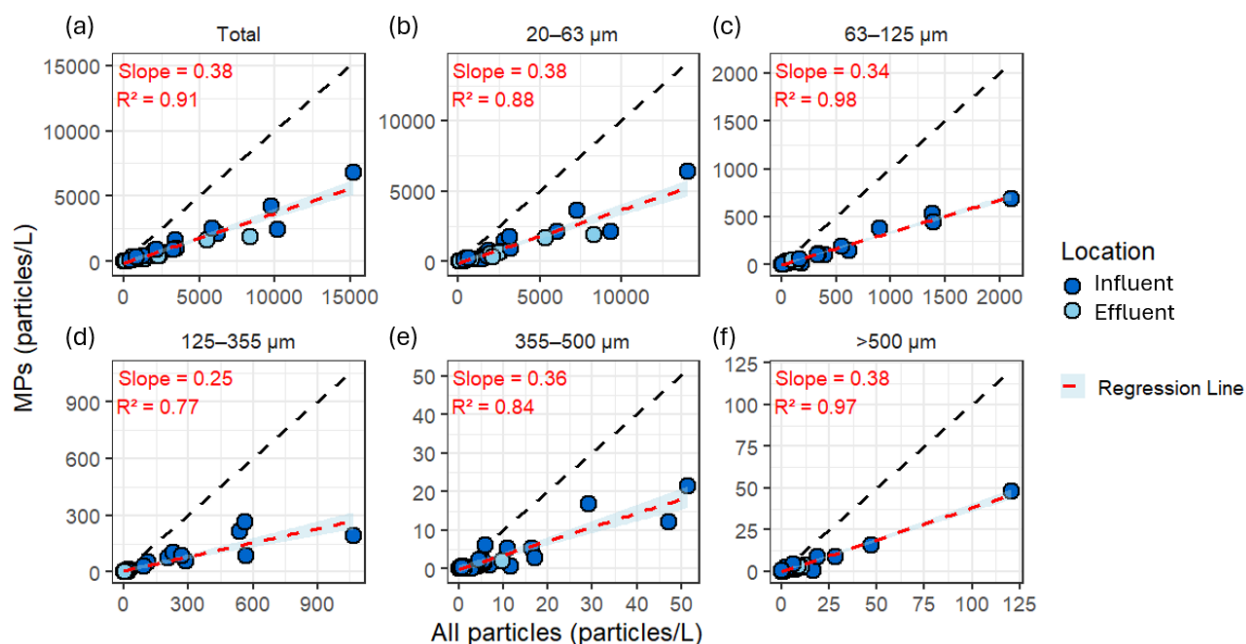 (a) Total
(b) 20–63 µm
(c) 63–125 µm
Slope = 0.38
R² = 0.91
15000
10000
5000
0
0 5000 10000 15000
Slope = 0.38
R² = 0.88
10000
5000
0
0 5000 10000
Slope = 0.34
R² = 0.98
2000
1500
1000
500
0
0 500 1000 1500 2000
MPs (particles/L)
(d) 125–355 µm
(e) 355–500 µm
(f) >500 µm
Slope = 0.25
R² = 0.77
900
600
300
0
0 300 600 900
Slope = 0.36
R² = 0.84
50
40
30
20
10
0
0 10 20 30 40 50
Slope = 0.38
R² = 0.97
125
100
75
50
25
0
0 25 50 75 100 125
All particles (particles/L)
Location
Influent
Effluent
Regression Line